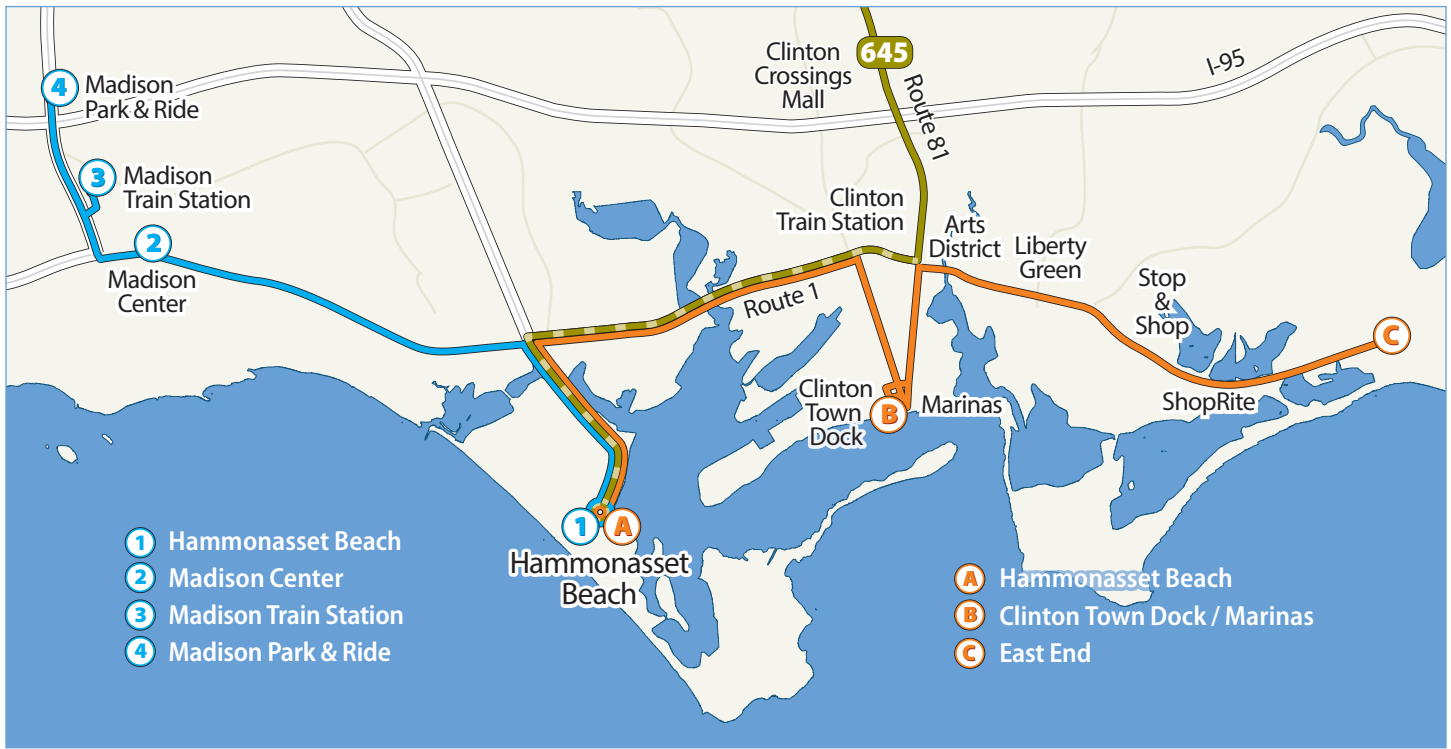 4
Madison
Park & Ride
3
Madison
Train Station
2
Madison
Center
Clinton
Crossings
Mall
645
Route 81
I-95
Clinton
Train Station
Arts
District
Liberty
Green
Stop
&
Shop
Route 1
C
ShopRite
Clinton
Town
Dock
B
Marinas
1
A
Hammonasset
Beach
1 Hammonasset Beach
2 Madison Center
3 Madison Train Station
4 Madison Park & Ride
A Hammonasset Beach
B Clinton Town Dock / Marinas
C East End